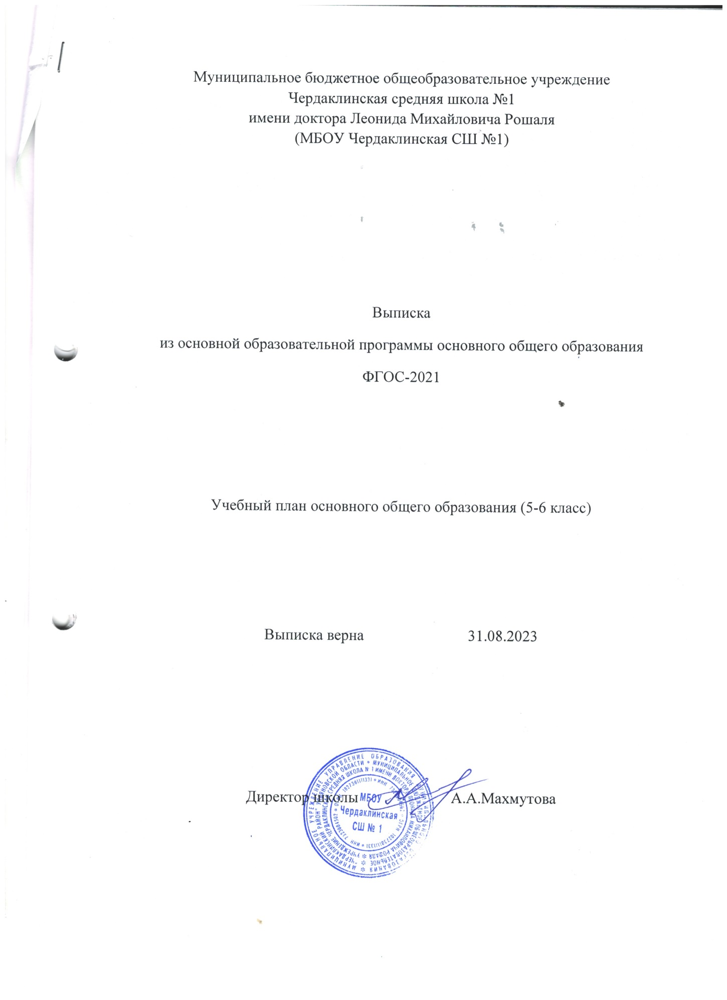 Муниципальное бюджетное общеобразовательное учреждение
Чердаклинская средняя школа №1
имени доктора Леонида Михайловича Рошаля
(МБОУ Чердаклинская СШ №1)
Выписка
из основной образовательной программы основного общего образования
ФГОС-2021
Учебный план основного общего образования (5-6 класс)
Выписка верна 31.08.2023
Директор школы А.А.Махмутова
МБОУ
Чердаклинская
СШ № 1